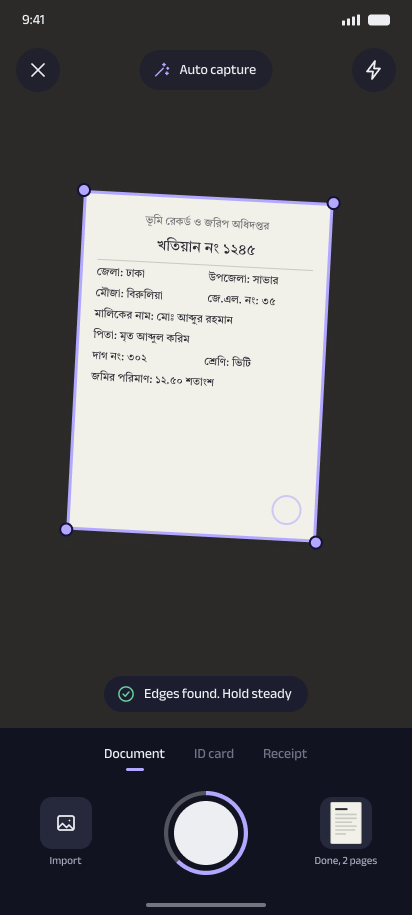 9:41
Auto capture
ভূমি রেকর্ড ও জরিপ অধিদপ্তর
খতিয়ান নং ১২৪৫
জেলা: ঢাকা উপজেলা: সাভার
মৌজা: বিরুলিয়া জে.এল. নং: ৩৫
মালিকের নাম: মোঃ আব্দুর রহমান
পিতা: মৃত আব্দুল করিম
দাগ নং: ৩০২ শ্রেণি: ভিটি
জমির পরিমাণ: ১২.৫০ শতাংশ
Edges found. Hold steady
Document ID card Receipt
Import Done, 2 pages